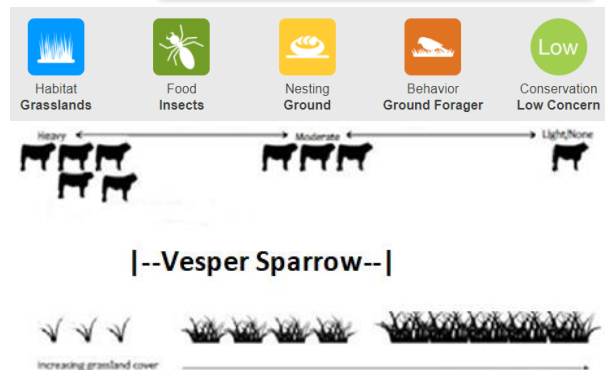 Low
Habitat
Grasslands
Food
Insects
Nesting
Ground
Behavior
Ground Forager
Conservation
Low Concern
Heavy
Moderate
Light/None
|--Vesper Sparrow--|
Increasing grassland cover